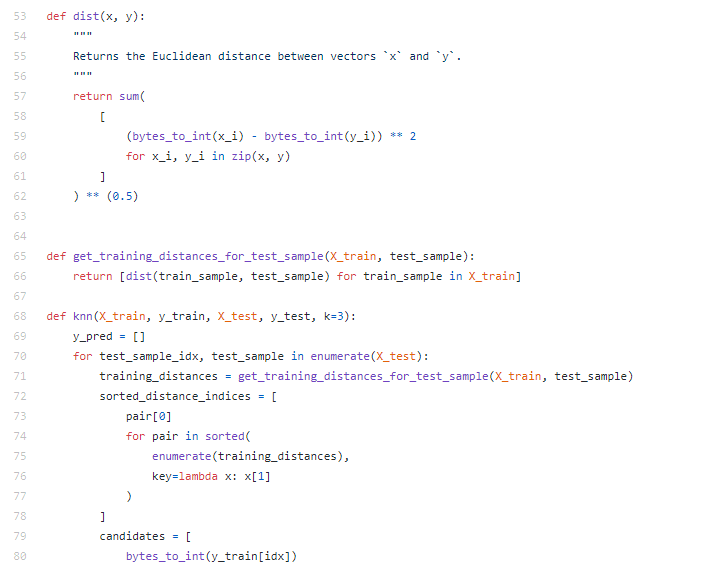 53 def dist(x, y):
54     """
55     Returns the Euclidean distance between vectors `x` and `y`.
56     """
57     return sum(
58         [
59             (bytes_to_int(x_i) - bytes_to_int(y_i)) ** 2
60             for x_i, y_i in zip(x, y)
61         ]
62     ) ** (0.5)
63
64
65 def get_training_distances_for_test_sample(X_train, test_sample):
66     return [dist(train_sample, test_sample) for train_sample in X_train]
67
68 def knn(X_train, y_train, X_test, y_test, k=3):
69     y_pred = []
70     for test_sample_idx, test_sample in enumerate(X_test):
71         training_distances = get_training_distances_for_test_sample(X_train, test_sample)
72         sorted_distance_indices = [
73             pair[0]
74             for pair in sorted(
75                 enumerate(training_distances),
76                 key=lambda x: x[1]
77             )
78         ]
79         candidates = [
80             bytes_to_int(y_train[idx])